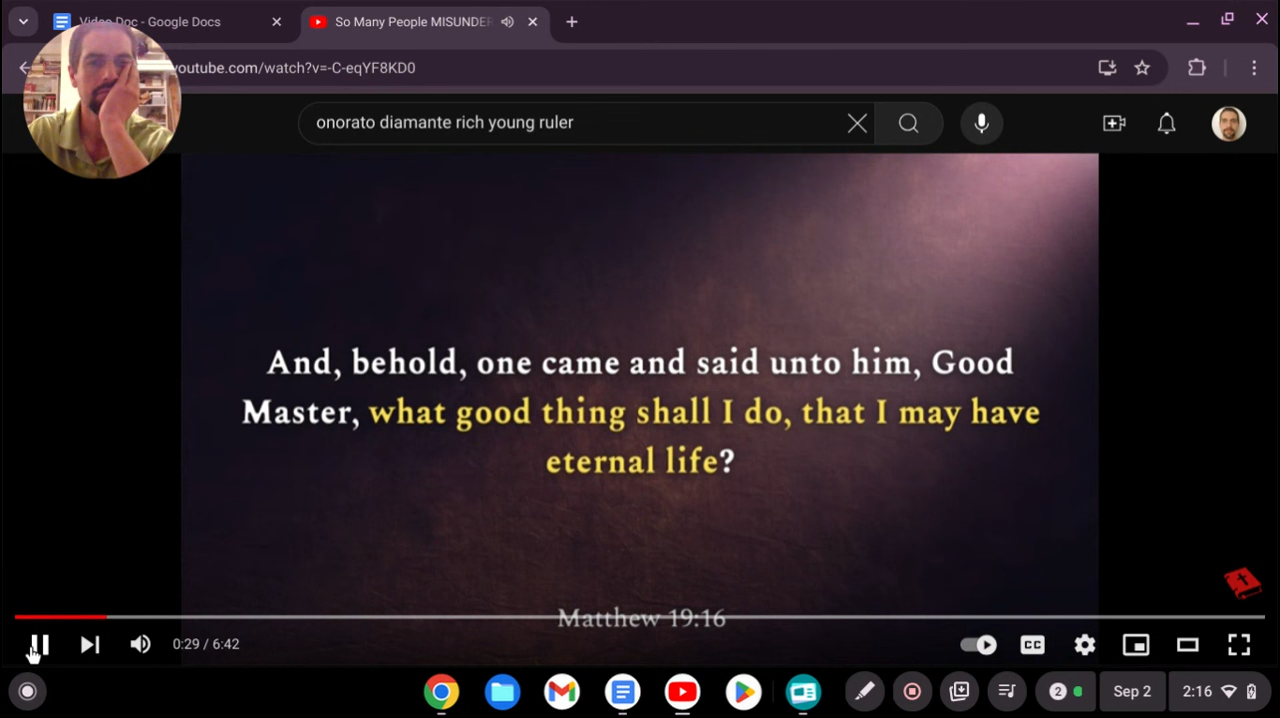 Video Doc - Google Docs
So Many People MISUNDER
youtube.com/watch?v=-C-eqYF8KD0
onorato diamante rich young ruler
And, behold, one came and said unto him, Good
Master, what good thing shall I do, that I may have
eternal life?
Matthew 19:16
0:29 / 6:42
CC
2
Sep 2
2:16